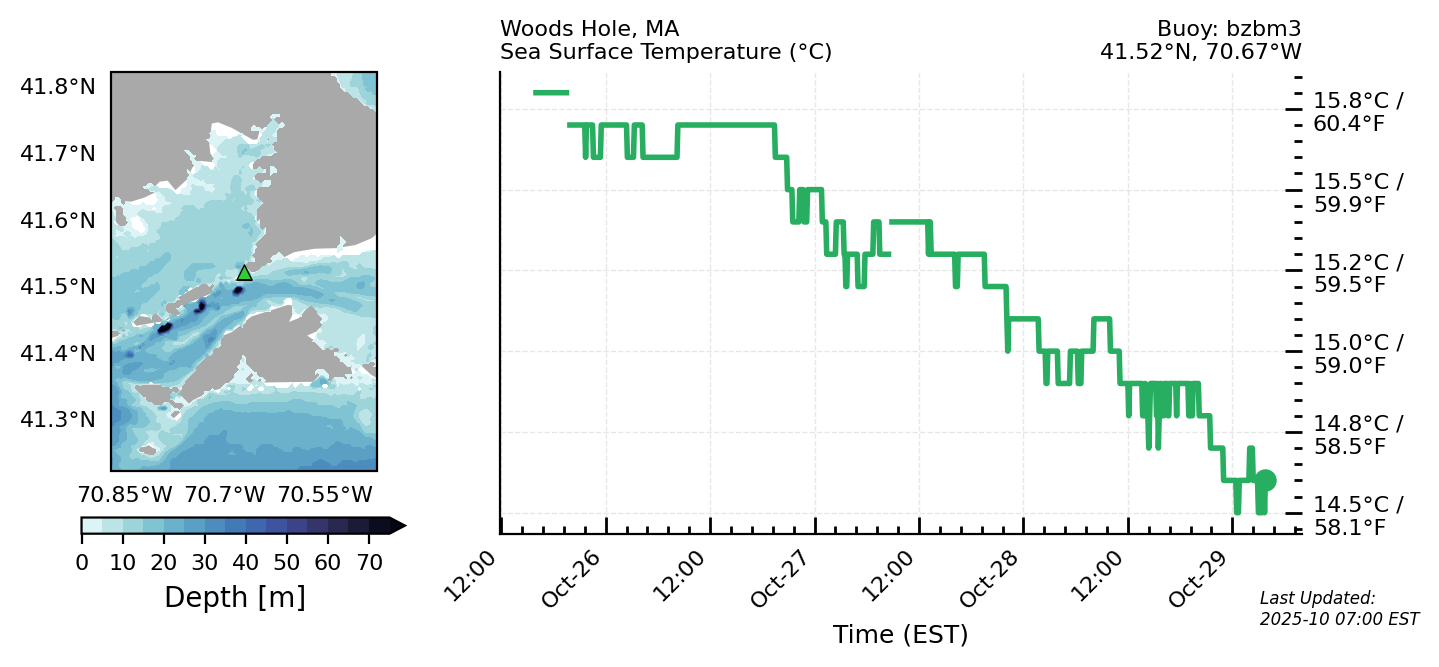 Woods Hole, MA
Sea Surface Temperature (°C)
Buoy: bzbm3
41.52°N, 70.67°W
41.8°N
41.7°N
41.6°N
41.5°N
41.4°N
41.3°N
70.85°W 70.7°W 70.55°W
0 10 20 30 40 50 60 70
Depth [m]
15.8°C /
60.4°F
15.5°C /
59.9°F
15.2°C /
59.5°F
15.0°C /
59.0°F
14.8°C /
58.5°F
14.5°C /
58.1°F
12:00
Oct-26
12:00
Oct-27
12:00
Oct-28
12:00
Oct-29
Time (EST)
Last Updated:
2025-10 07:00 EST